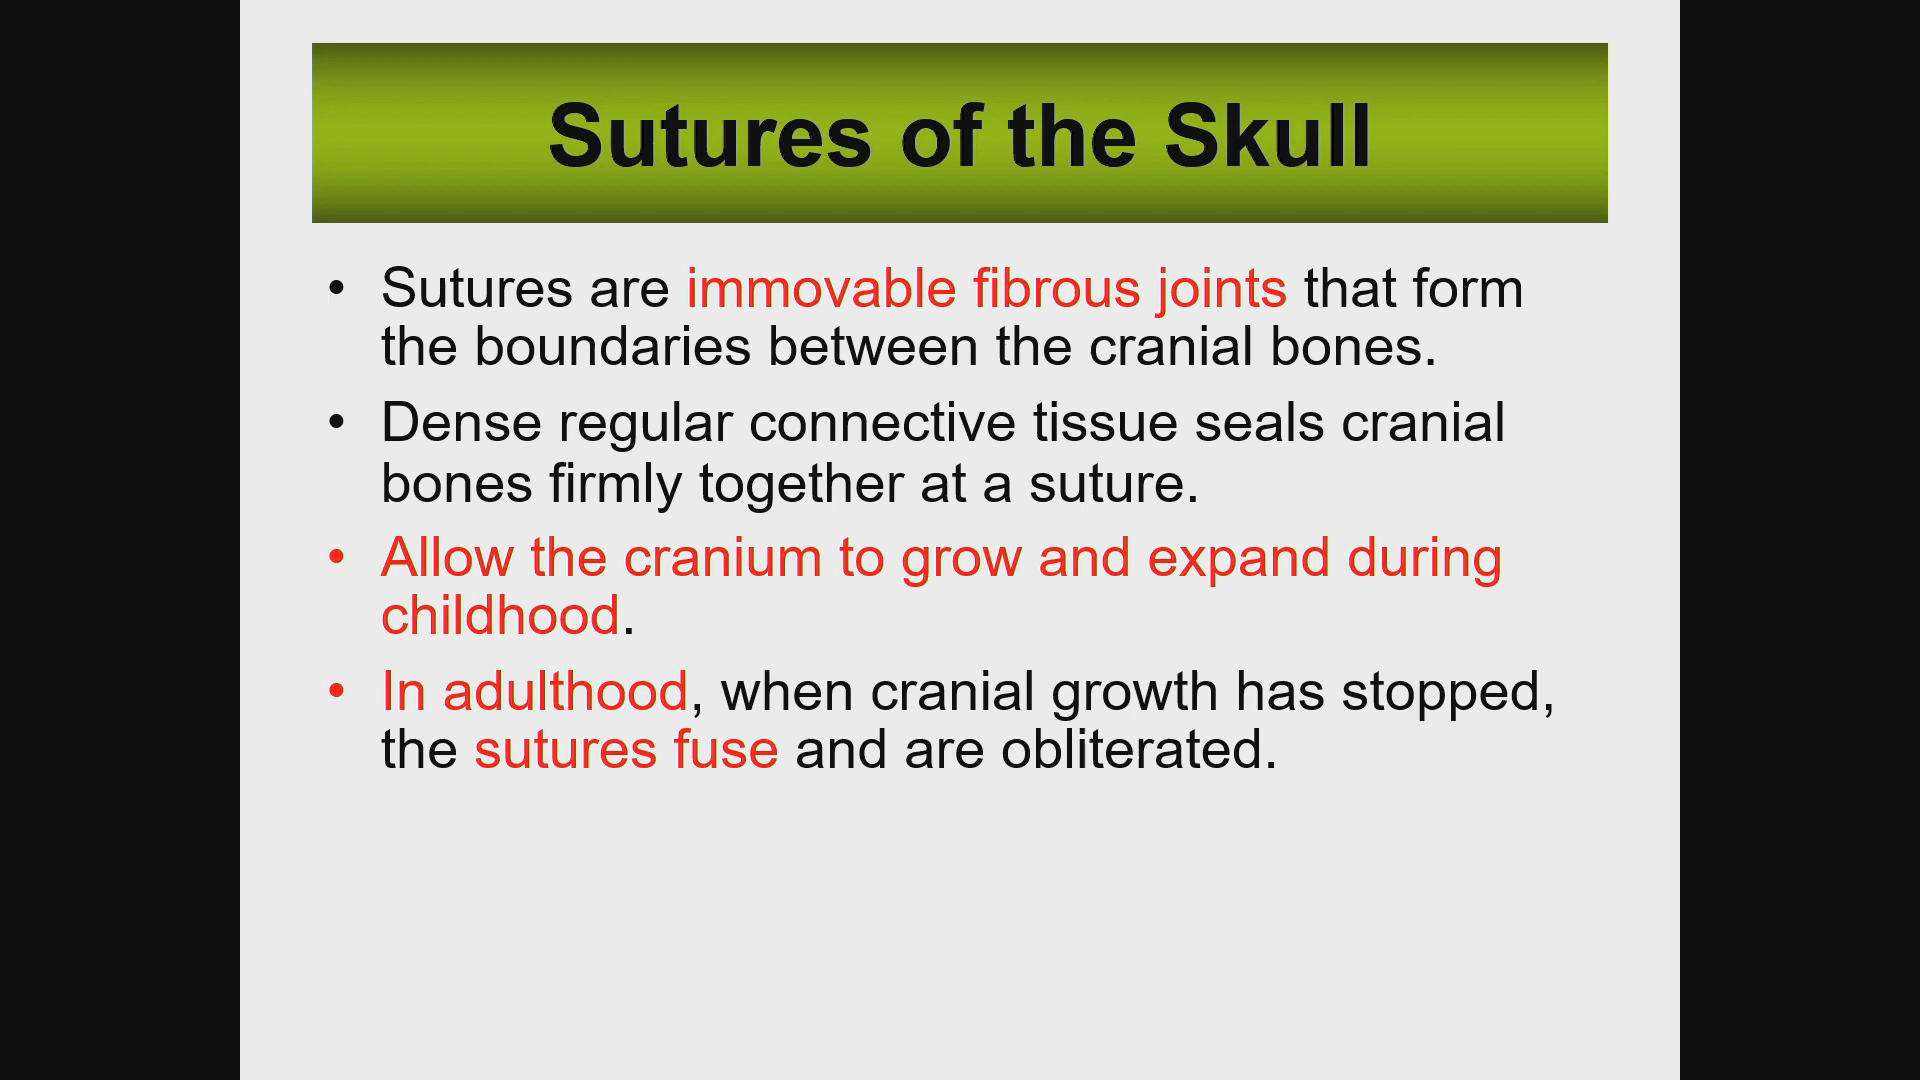 Sutures of the Skull
• Sutures are immovable fibrous joints that form
the boundaries between the cranial bones.
• Dense regular connective tissue seals cranial
bones firmly together at a suture.
• Allow the cranium to grow and expand during
childhood.
• In adulthood, when cranial growth has stopped,
the sutures fuse and are obliterated.